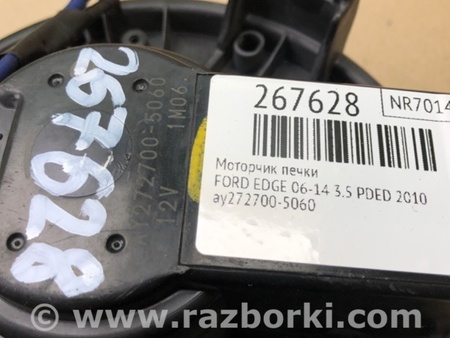 267628
AY272700-5060
12V 1M06
267628
NR7014
Моторчик печки
FORD EDGE 06-14 3.5 PDED 2010
ay272700-5060
www.razborki.com